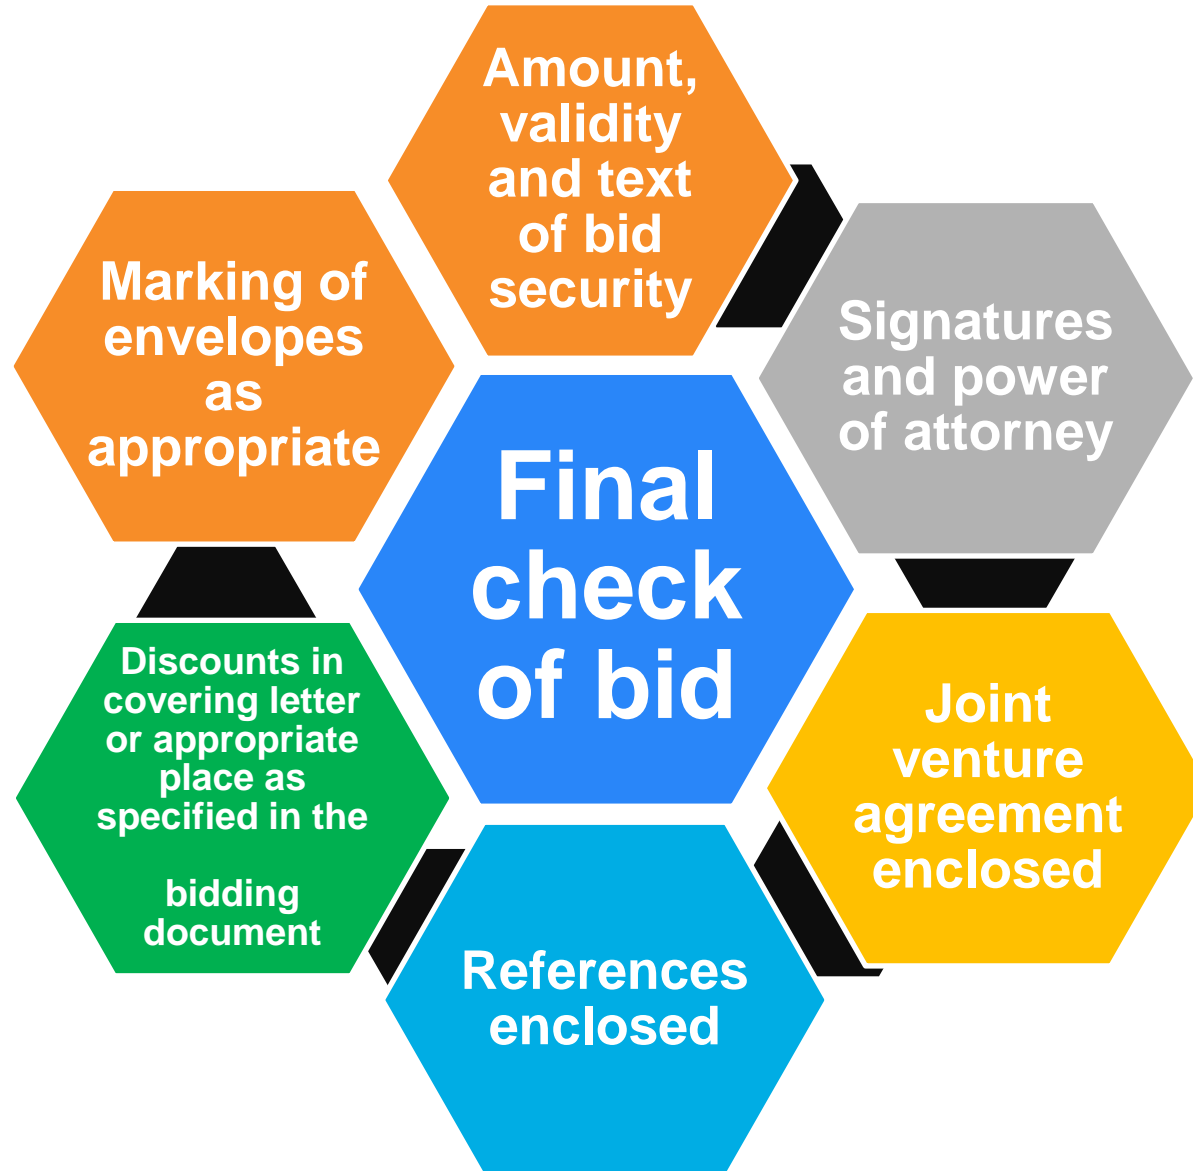 Amount,
validity
and text
of bid
security
Signatures
and power
of attorney
Joint
venture
agreement
enclosed
References
enclosed
Discounts in
covering letter
or appropriate
place as
specified in the
bidding
document
Marking of
envelopes
as
appropriate
Final
check
of bid